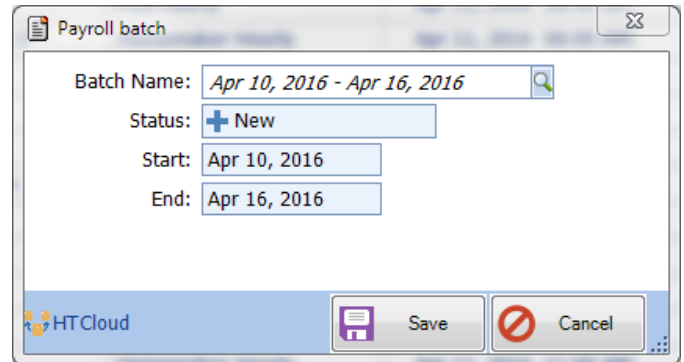 Payroll batch
Batch Name: Apr 10, 2016 - Apr 16, 2016
Status: New
Start: Apr 10, 2016
End: Apr 16, 2016
HTCloud Save Cancel